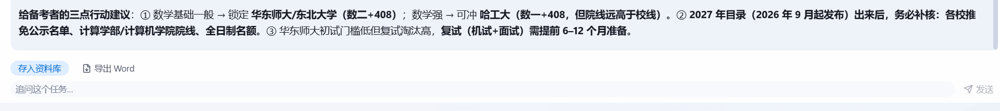 给备考者的三点行动建议：① 数学基础一般 → 锁定 华东师大/东北大学（数二+408）；数学强 → 可冲 哈工大（数一+408，但院线远高于校线）。② 2027 年目录（2026 年 9 月起发布）出来后，务必补核：各校推
免公示名单、计算学部/计算机学院院线、全日制名额。③ 华东师大初试门槛低但复试淘汰高，复试（机试+面试）需提前 6–12 个月准备。
存入资料库 导出 Word
追问这个任务... 发送